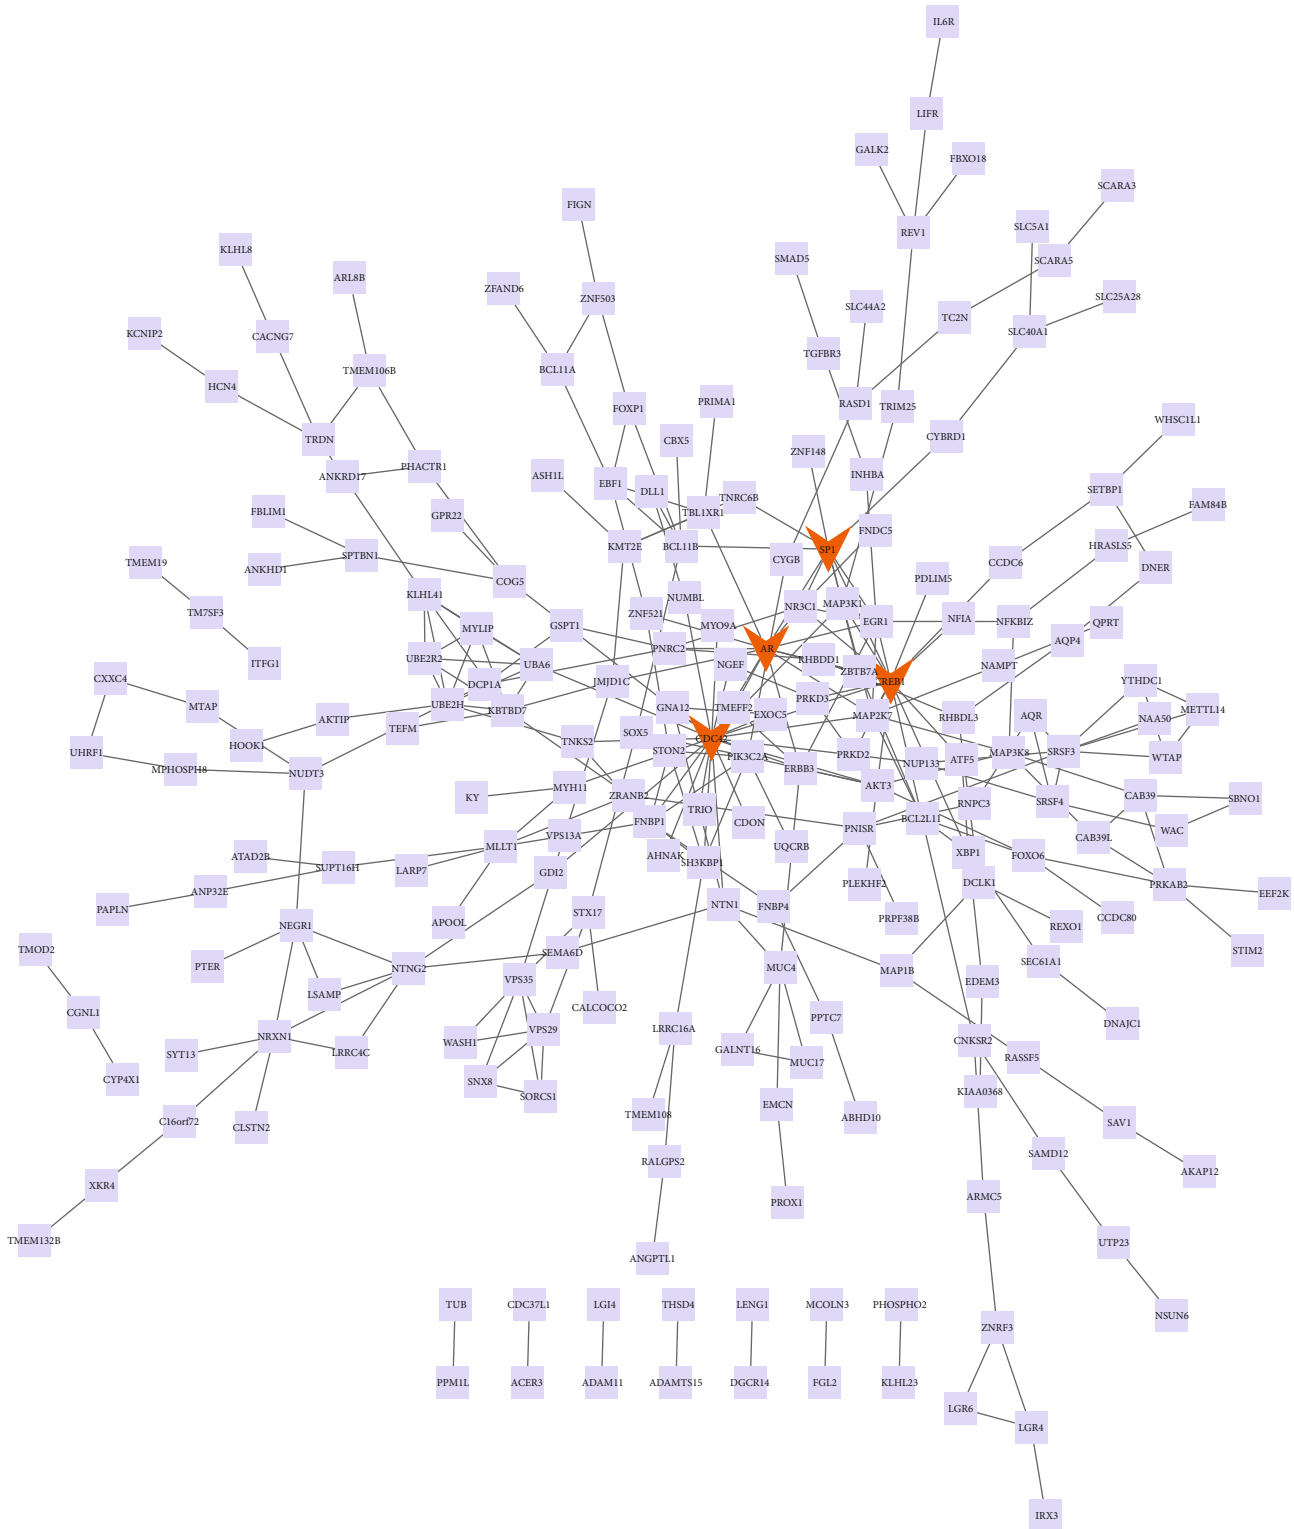 IL6R
LIFR
GALK2
FBXO18
SCARA3
FIGN
SLC5A1
REV1
KLHL8
SMAD5
SCARA5
ARL8B
ZFAND6
ZNF503
SLC44A2
SLC25A28
TC2N
KCNIP2
CACNG7
SLC40A1
TGFBR3
TMEM106B
BCL11A
HCN4
FOXP1
PRIMA1
RASD1
TRIM25
WHSC1L1
TRDN
CBX5
CYBRD1
ZNF148
PHACTR1
ANKRD17
ASH1L
EBF1
DLL1
INHBA
SETBP1
TNRC6B
FAM84B
FBLIM1
GPR22
TBL1XR1
FNDC5
KMT2E
BCL11B
SP1
HRASLS5
SPTBN1
TMEM19
ANKHD1
CYGB
CCDC6
DNER
COG5
PDLIM5
KLHL41
NUMBL
NR3C1
MAP3K1
TM7SF3
ZNF521
GSPT1
MYLIP
MYO9A
EGR1
NFIA
NFKBIZ
QPRT
AQP4
PNRC2
AR
ITFG1
UBE2R2
UBA6
NGEF
RHBDD1
ZBTB7A
NAMPT
CXXC4
DCP1A
JMJD1C
CREB1
YTHDC1
MTAP
UBE2H
KBTBD7
GNA12
TMEFF2
EXOC5
PRKD3
MAP2K7
RHBDL3
AQR
NAA50
METTL14
AKTIP
TEFM
HOOK1
TNKS2
SOX5
CDC42
UHRF1
STON2
PIK3C2A
PRKD2
NUP133
ATF5
MAP3K8
SRSF3
WTAP
MPHOSPH8
NUDT3
ERBB3
AKT3
KY
MYH11
ZRANB2
TRIO
RNPC3
SRSF4
CAB39
SBNO1
FNBP1
CDON
BCL2L11
PNISR
VPS13A
WAC
CAB39L
ATAD2B
MLLT1
AHNAK
UQCRB
SUPT16H
LARP7
GDI2
SH3KBP1
XBP1
FOXO6
PLEKHF2
DCLK1
PRKAB2
ANP32E
PAPLN
EEF2K
NTN1
FNBP4
STX17
APOOL
PRPF38B
REXO1
CCDC80
NEGR1
TMOD2
SEMA6D
SEC61A1
STIM2
PTER
NTNG2
MUC4
MAP1B
VPS35
EDEM3
LSAMP
CALCOCO2
CGNL1
PPTC7
DNAJC1
VPS29
LRRC16A
NRXN1
WASH1
CNKSR2
SYT13
LRRC4C
GALNT16
MUC17
RASSF5
CYP4X1
SNX8
SORCS1
KIAA0368
EMCN
TMEM108
ABHD10
C16orf72
CLSTN2
SAV1
RALGPS2
SAMD12
AKAP12
XKR4
ARMC5
PROX1
TMEM132B
UTP23
ANGPTL1
TUB
CDC37L1
LGI4
THSD4
LENG1
MCOLN3
PHOSPHO2
NSUN6
ZNRF3
PPM1L
ACER3
ADAM11
ADAMTS15
DGCR14
FGL2
KLHL23
LGR6
LGR4
IRX3